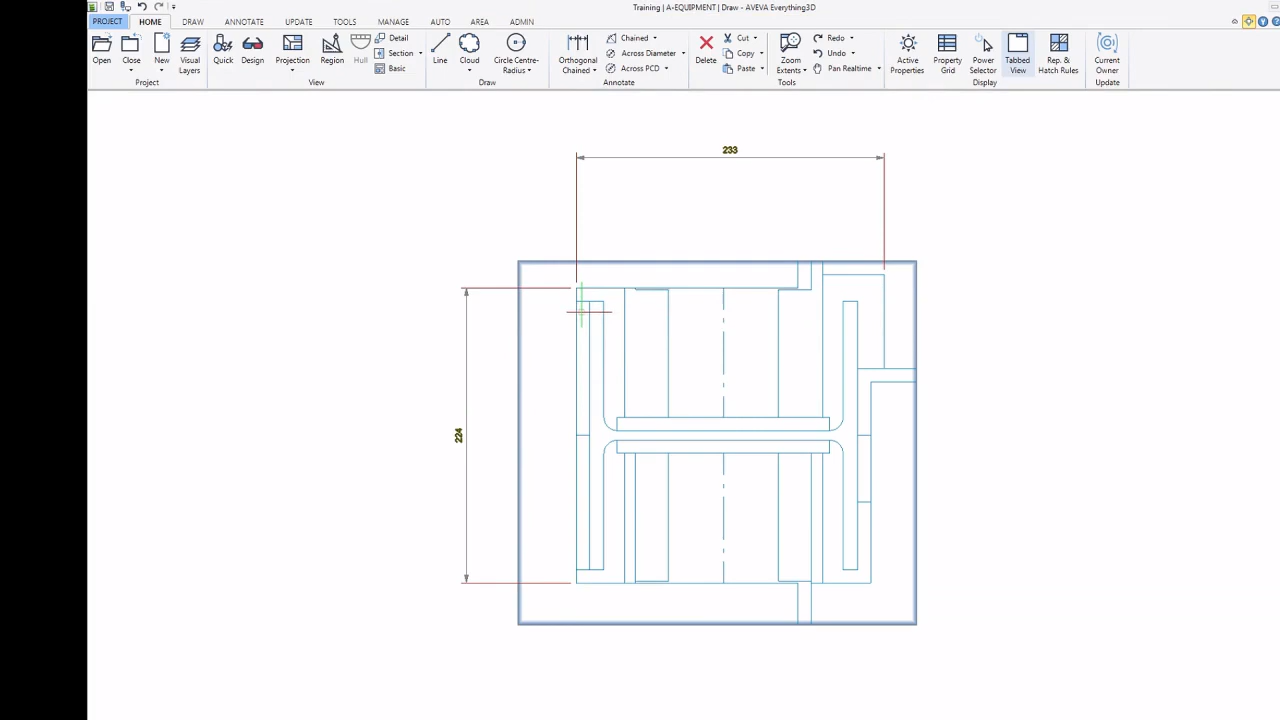 Training | A-EQUIPMENT | Draw - AVEVA Everything3D
PROJECT HOME DRAW ANNOTATE UPDATE TOOLS MANAGE AUTO AREA ADMIN
Open Close New Visual Layers Quick Design Projection Region Hull Detail Section Basic Line Cloud Circle Centre- Radius Orthogonal Chained Chained Across Diameter Across PCD Delete Cut Copy Paste Zoom Extents Redo Undo Pan Realtime Active Properties Property Grid Power Selector Tabbed View Rep. & Hatch Rules Current Owner
Project View Draw Annotate Tools Display Update
233
224